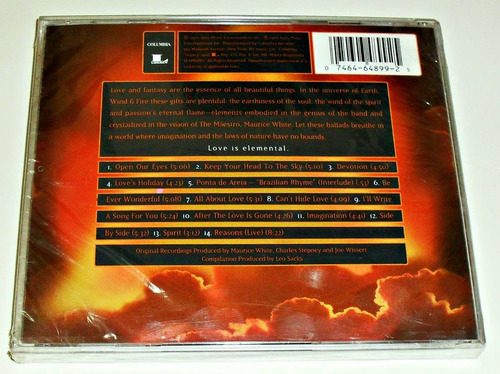 COLUMBIA
0 7464-64899-2 5
Love and fantasy are the essence of all beautiful things. In the universe of Earth,
Wind & Fire these gifts are plentiful: the earthiness of the soul; the wind of the spirit
and passion's eternal flame—elements embodied in the genius of the band and
crystallized in the vision of The Maestro, Maurice White. Let these ballads breathe in
a world where imagination and the laws of nature have no bounds.
Love is elemental.
1. Open Our Eyes (5:06) 2. Keep Your Head To The Sky (5:10) 3. Devotion (4:50)
4. Love's Holiday (4:23) 5. Ponta de Areia — "Brazilian Rhyme" (Interlude) (:51) 6. Be
Ever Wonderful (5:08) 7. All About Love (5:31) 8. Can't Hide Love (4:09) 9. I'll Write
A Song For You (5:24) 10. After The Love Is Gone (4:26) 11. Imagination (4:41) 12. Side
By Side (5:32) 13. Spirit (3:12) 14. Reasons (Live) (8:22)
Original Recordings Produced by Maurice White, Charles Stepney and Joe Wissert
Compilation Produced by Leo Sacks